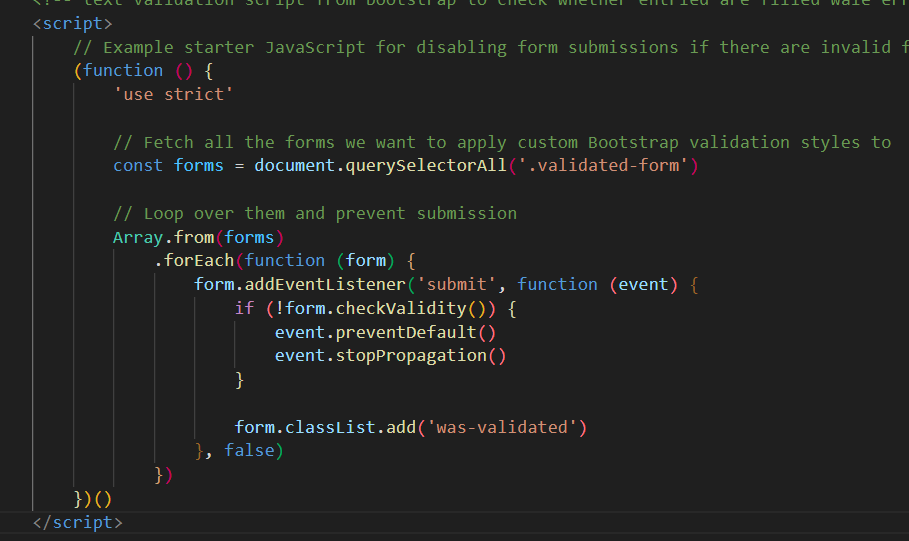 <!-- text validation script from bootstrap to check whether entried are filled
<script>
// Example starter JavaScript for disabling form submissions if there are invalid f
(function () {
'use strict'
// Fetch all the forms we want to apply custom Bootstrap validation styles to
const forms = document.querySelectorAll('.validated-form')
// Loop over them and prevent submission
Array.from(forms)
.forEach(function (form) {
form.addEventListener('submit', function (event) {
if (!form.checkValidity()) {
event.preventDefault()
event.stopPropagation()
}
form.classList.add('was-validated')
}, false)
})
})()
</script>